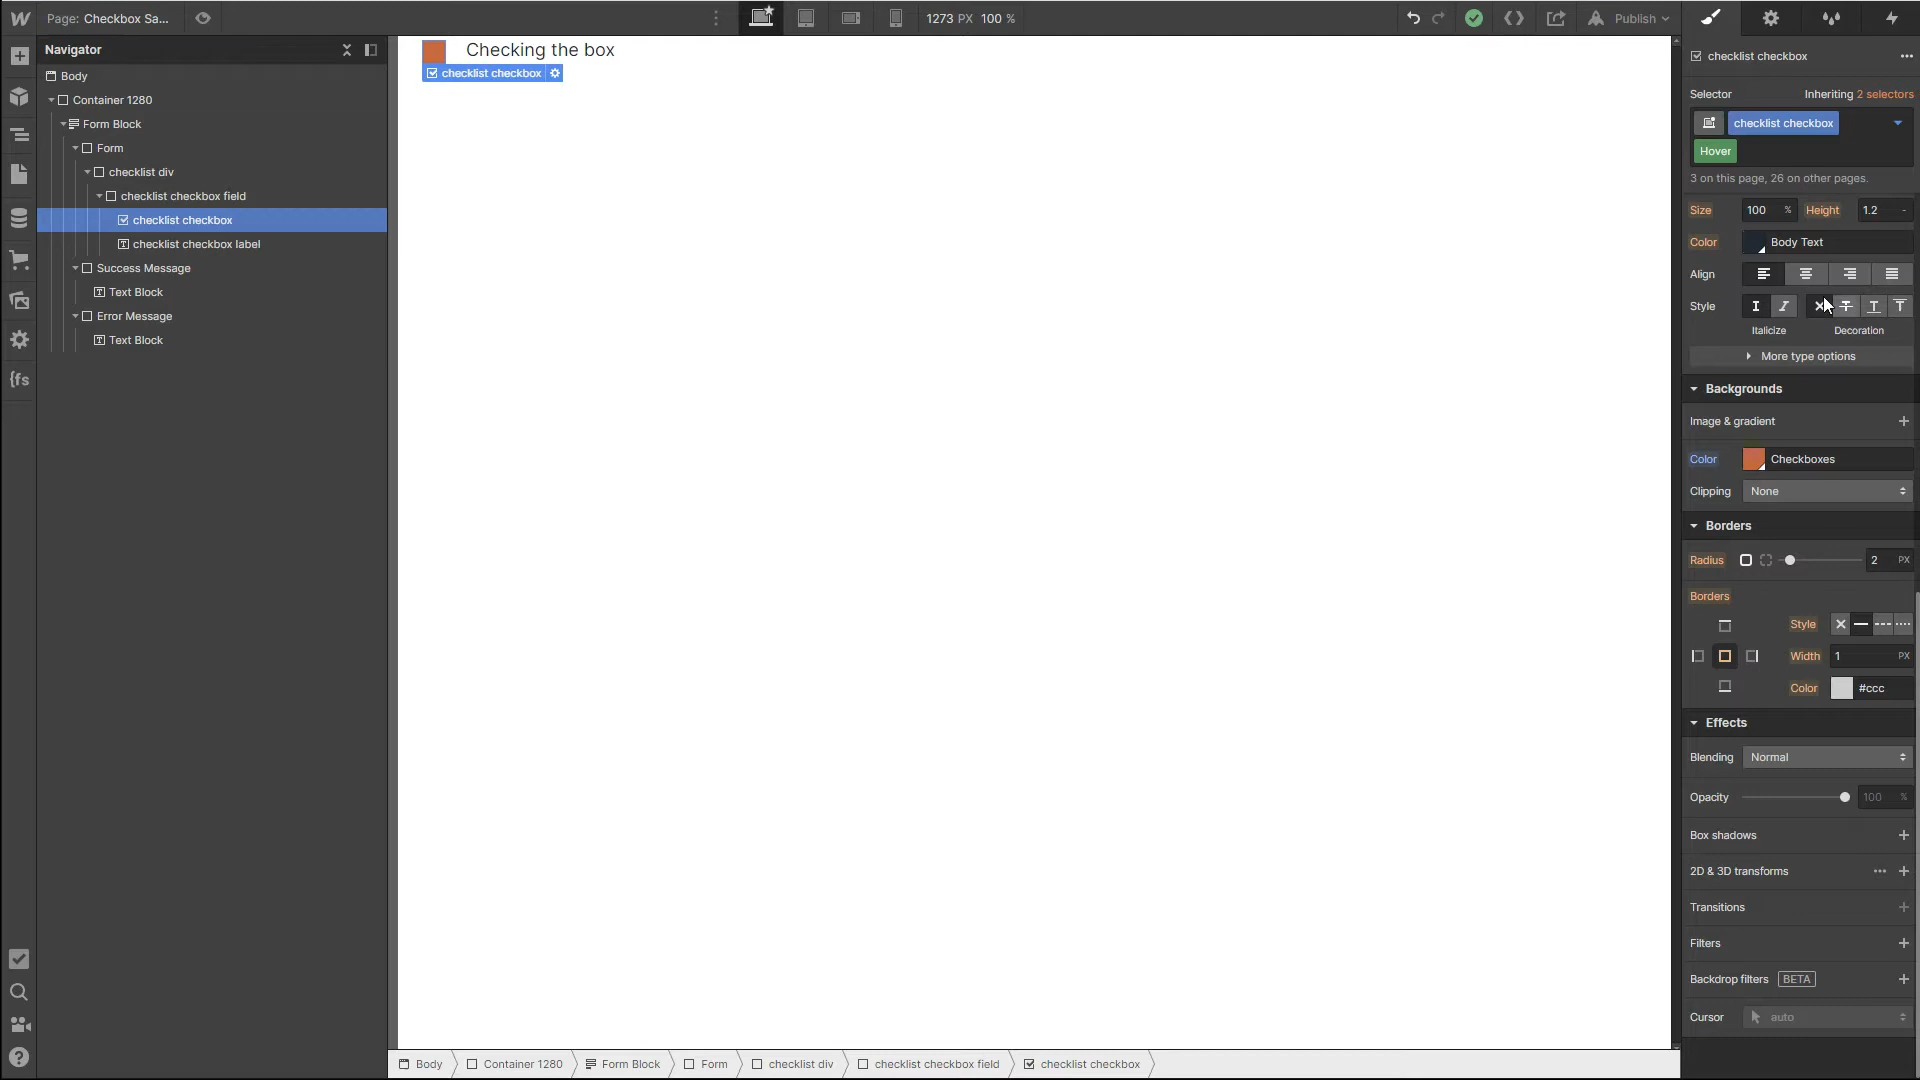 Page: Checkbox Sa...
1273 PX 100 %
Publish
Navigator
Body
Container 1280
Form Block
Form
checklist div
checklist checkbox field
checklist checkbox
checklist checkbox label
Success Message
Text Block
Error Message
Text Block
{fs
Checking the box
checklist checkbox
checklist checkbox
Selector
Inheriting 2 selectors
checklist checkbox
Hover
3 on this page, 26 on other pages.
Size 100 % Height 1.2 -
Color Body Text
Align
Style
Italicize Decoration
More type options
Backgrounds
Image & gradient
Color Checkboxes
Clipping None
Borders
Radius 2 PX
Borders
Style
Width 1 PX
Color #ccc
Effects
Blending Normal
Opacity 100 %
Box shadows
2D & 3D transforms
Transitions
Filters
Backdrop filters BETA
Cursor auto
Body Container 1280 Form Block Form checklist div checklist checkbox field checklist checkbox